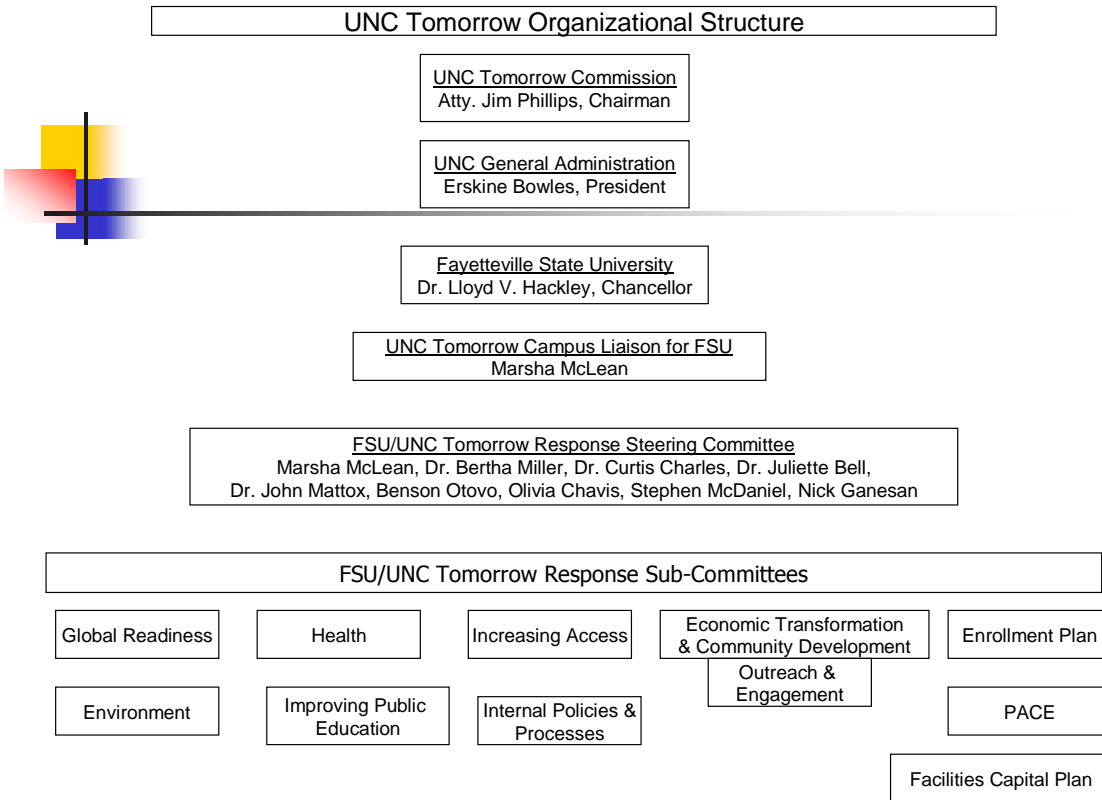 UNC Tomorrow Organizational Structure
UNC Tomorrow Commission
Atty. Jim Phillips, Chairman
UNC General Administration
Erskine Bowles, President
Fayetteville State University
Dr. Lloyd V. Hackley, Chancellor
UNC Tomorrow Campus Liaison for FSU
Marsha McLean
FSU/UNC Tomorrow Response Steering Committee
Marsha McLean, Dr. Bertha Miller, Dr. Curtis Charles, Dr. Juliette Bell,
Dr. John Mattox, Benson Otovo, Olivia Chavis, Stephen McDaniel, Nick Ganesan
FSU/UNC Tomorrow Response Sub-Committees
Global Readiness
Health
Increasing Access
Economic Transformation
& Community Development
Enrollment Plan
Environment
Improving Public
Education
Internal Policies &
Processes
Outreach &
Engagement
PACE
Facilities Capital Plan